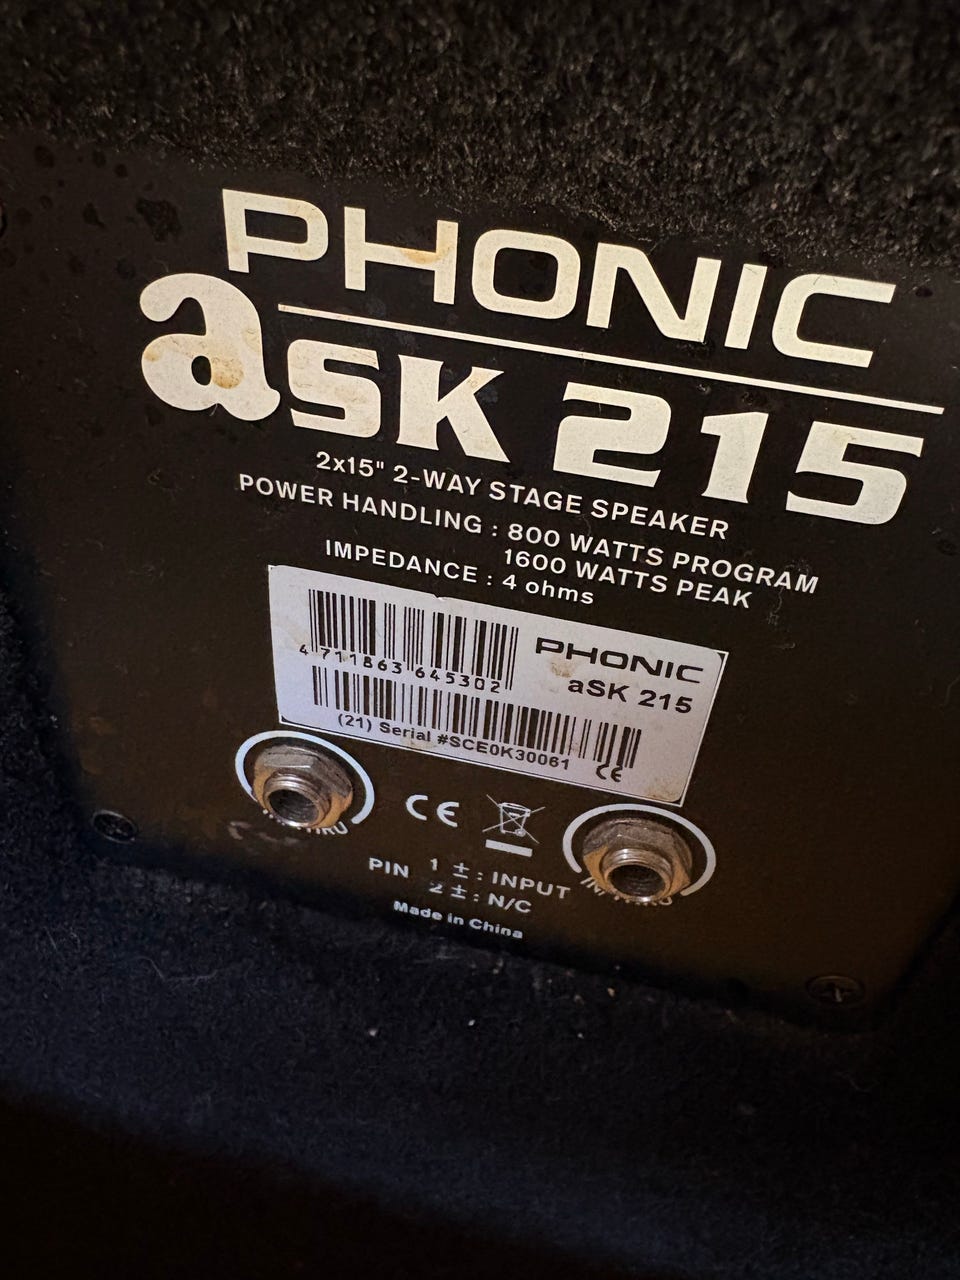 PHONIC
aSK 215
2x15" 2-WAY STAGE SPEAKER
POWER HANDLING : 800 WATTS PROGRAM
1600 WATTS PEAK
IMPEDANCE : 4 ohms
4 711863 645302
PHONIC
aSK 215
(21) Serial #SCE0K30061
CE
CE
PIN 1 ± : INPUT
2 ± : N/C
Made in China